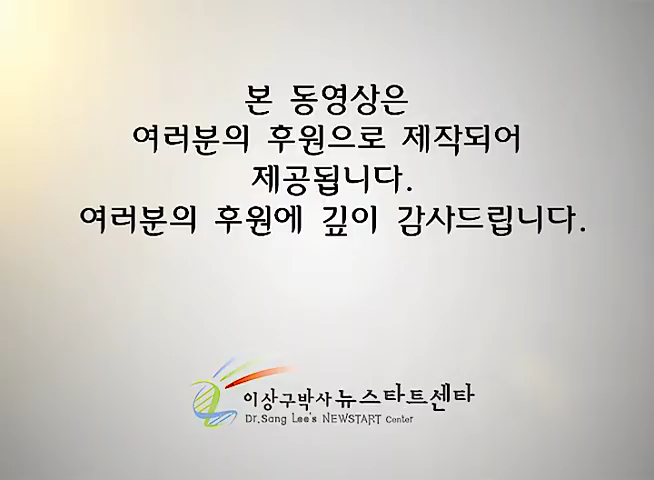 본 동영상은
여러분의 후원으로 제작되어
제공됩니다.
여러분의 후원에 깊이 감사드립니다.
이상구박사 뉴스타트센타
Dr.Sang Lee's NEWSTART Center